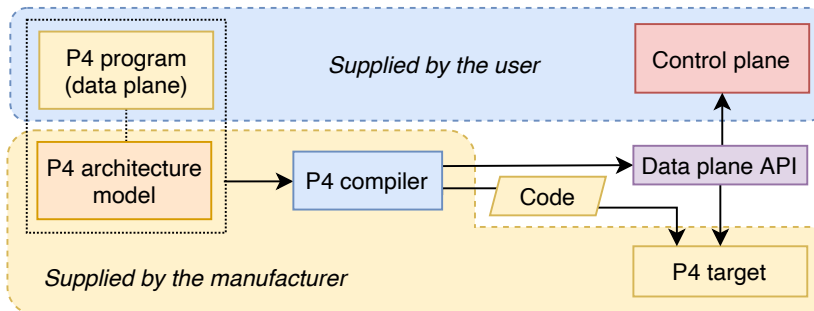 P4 program
(data plane)
Supplied by the user
Control plane
P4 architecture
model
P4 compiler
Data plane API
Code
Supplied by the manufacturer
P4 target